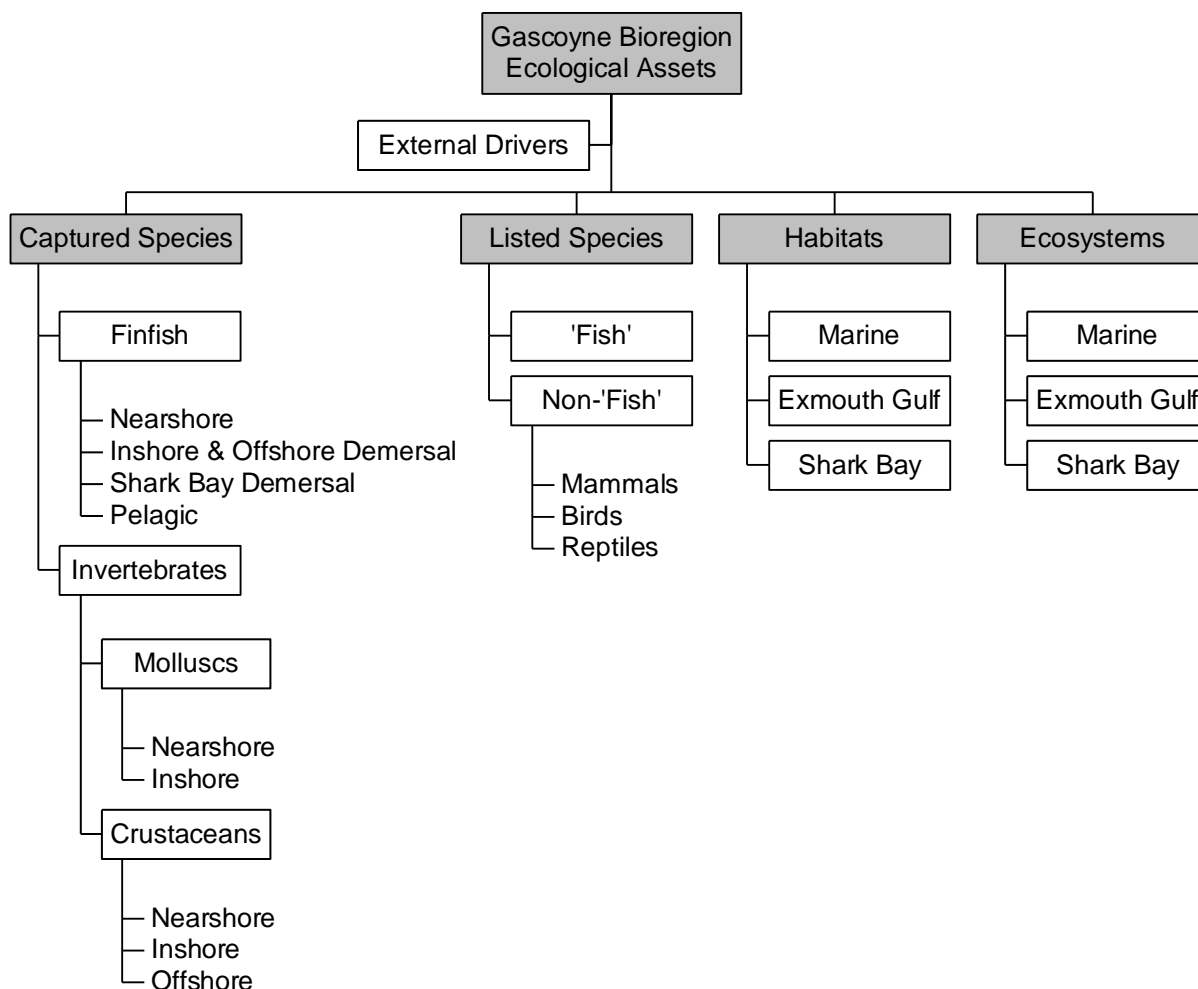 Gascoyne Bioregion
Ecological Assets
External Drivers
Captured Species
Finfish
Nearshore
Inshore & Offshore Demersal
Shark Bay Demersal
Pelagic
Invertebrates
Molluscs
Nearshore
Inshore
Crustaceans
Nearshore
Inshore
Offshore
Listed Species
'Fish'
Non-'Fish'
Mammals
Birds
Reptiles
Habitats
Marine
Exmouth Gulf
Shark Bay
Ecosystems
Marine
Exmouth Gulf
Shark Bay